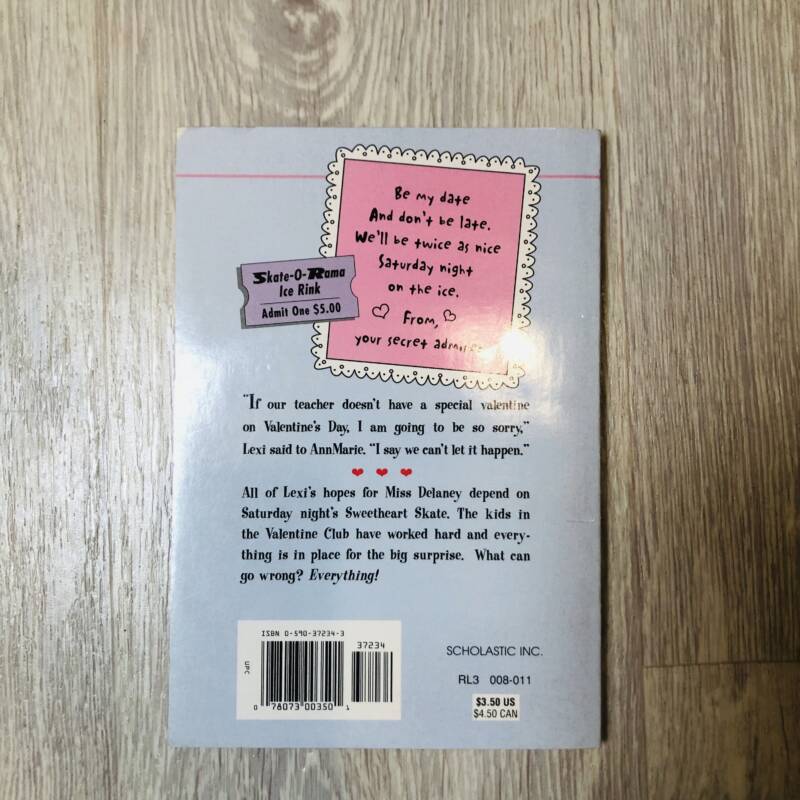 Be my date
And don't be late.
We'll be twice as nice
Saturday night
on the ice.
From,
your secret
Skate-O-Rama
Ice Rink
Admit One $5.00
"If our teacher doesn't have a special valentine
on Valentine's Day, I am going to be so sorry,"
Lexi said to AnnMarie. "I say we can't let it happen."
All of Lexi's hopes for Miss Delaney depend on
Saturday night's Sweetheart Skate. The kids in
the Valentine Club have worked hard and every-
thing is in place for the big surprise. What can
go wrong? Everything!
ISBN 0-590-37234-3
37234
UPC
0 78073 00350 1
SCHOLASTIC INC.
RL3 008-011
$3.50 US
$4.50 CAN